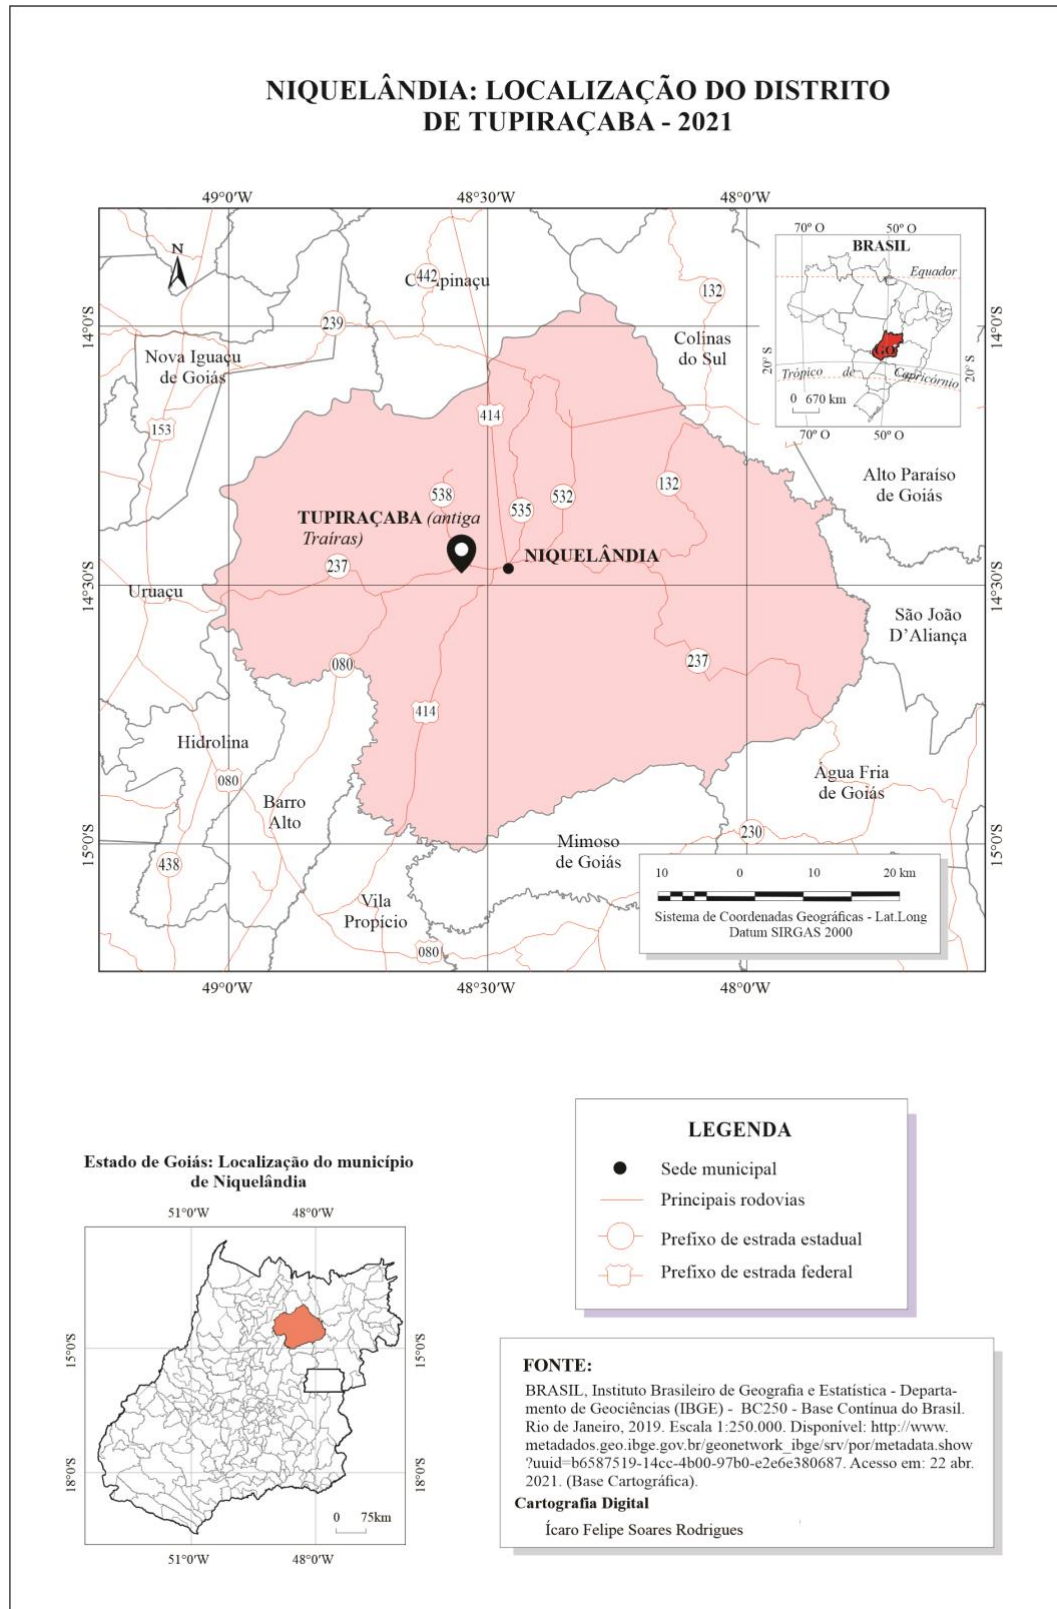 NIQUELÂNDIA: LOCALIZAÇÃO DO DISTRITO
DE TUPIRAÇABA - 2021
49°0'W
48°30'W
48°0'W
N
442
132
239
14°0'S
14°0'S
Colinas
do Sul
Nova Iguaçu
de Goiás
70º O
50º O
BRASIL
Equador
GO
20º S
20º S
Trópico de Capricórnio
0 670 km
70º O
50º O
414
153
Alto Paraíso
de Goiás
538
535
532
132
TUPIRAÇABA (antiga
Traíras)
NIQUELÂNDIA
237
14°30'S
14°30'S
Uruaçu
São João
D'Aliança
080
237
414
Hidrolina
080
Água Fria
de Goiás
Barro
Alto
230
Mimoso
de Goiás
15°0'S
15°0'S
438
10 0 10 20 km
Sistema de Coordenadas Geográficas - Lat.Long
Datum SIRGAS 2000
Vila
Propício
080
49°0'W
48°30'W
48°0'W
LEGENDA
Sede municipal
Principais rodovias
Prefixo de estrada estadual
Prefixo de estrada federal
Estado de Goiás: Localização do município
de Niquelândia
51°0'W
48°0'W
15°0'S
15°0'S
18°0'S
18°0'S
0 75km
51°0'W
48°0'W
FONTE:
BRASIL, Instituto Brasileiro de Geografia e Estatística - Departa-
mento de Geociências (IBGE) - BC250 - Base Contínua do Brasil.
Rio de Janeiro, 2019. Escala 1:250.000. Disponível: http://www.
metadados.geo.ibge.gov.br/geonetwork_ibge/srv/por/metadata.show
?uuid=b6587519-14cc-4b00-97b0-e2e6e380687. Acesso em: 22 abr.
2021. (Base Cartográfica).
Cartografia Digital
Ícaro Felipe Soares Rodrigues